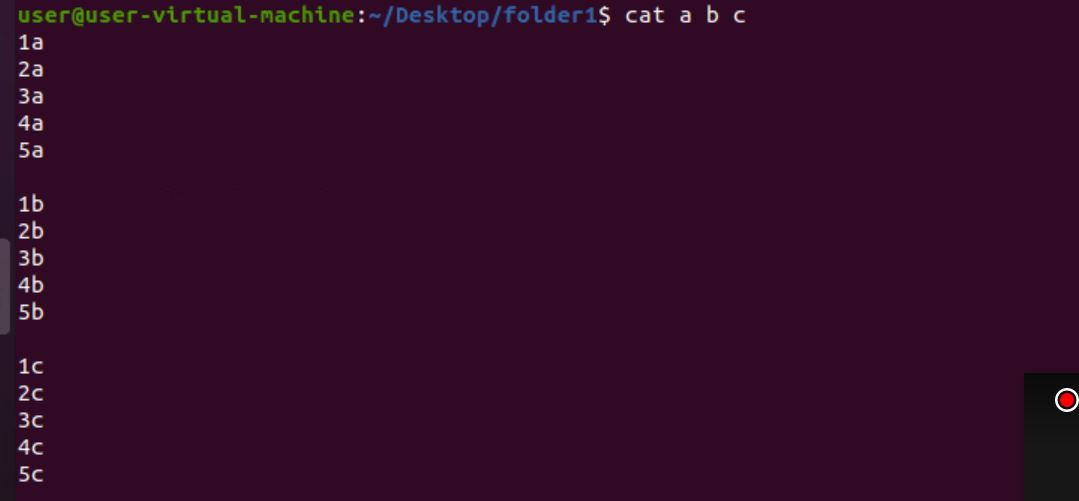 user@user-virtual-machine:~/Desktop/folder1$ cat a b c
1a
2a
3a
4a
5a
1b
2b
3b
4b
5b
1c
2c
3c
4c
5c